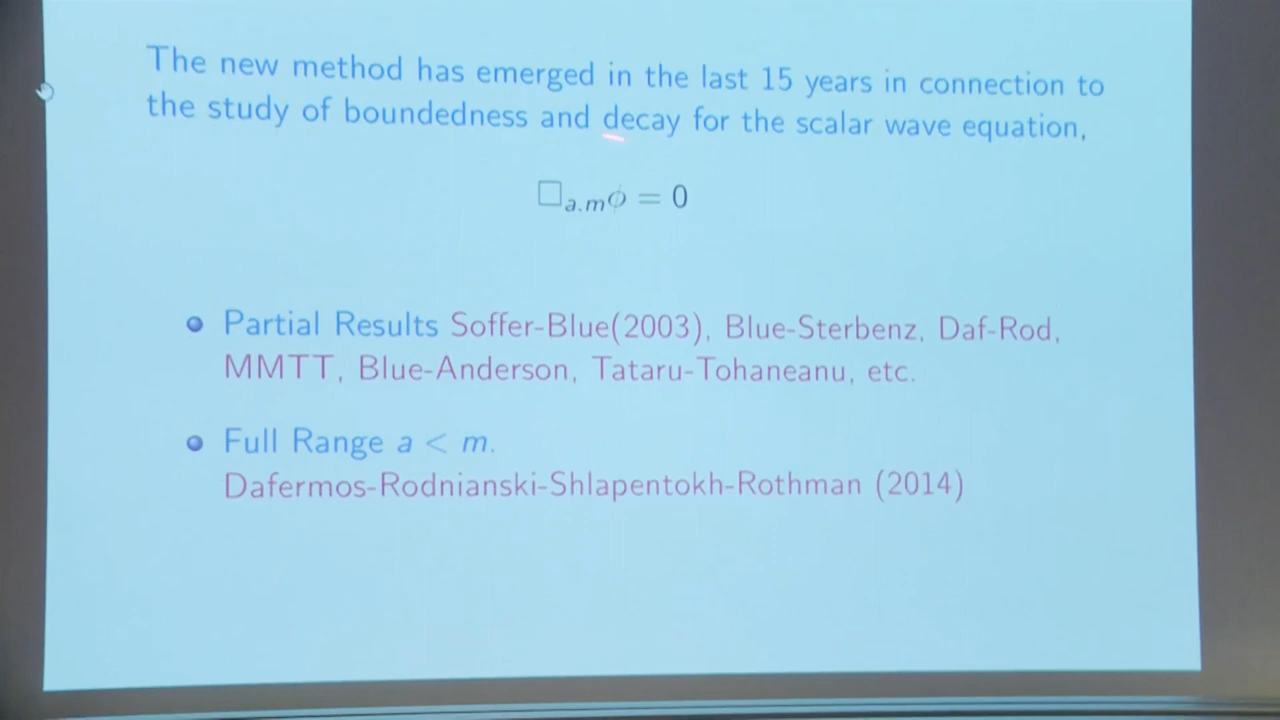 The new method has emerged in the last 15 years in connection to
the study of boundedness and decay for the scalar wave equation,
□a.mϕ = 0
Partial Results Soffer-Blue(2003), Blue-Sterbenz, Daf-Rod,
MMTT, Blue-Anderson, Tataru-Tohaneanu, etc.
Full Range a < m.
Dafermos-Rodnianski-Shlapentokh-Rothman (2014)